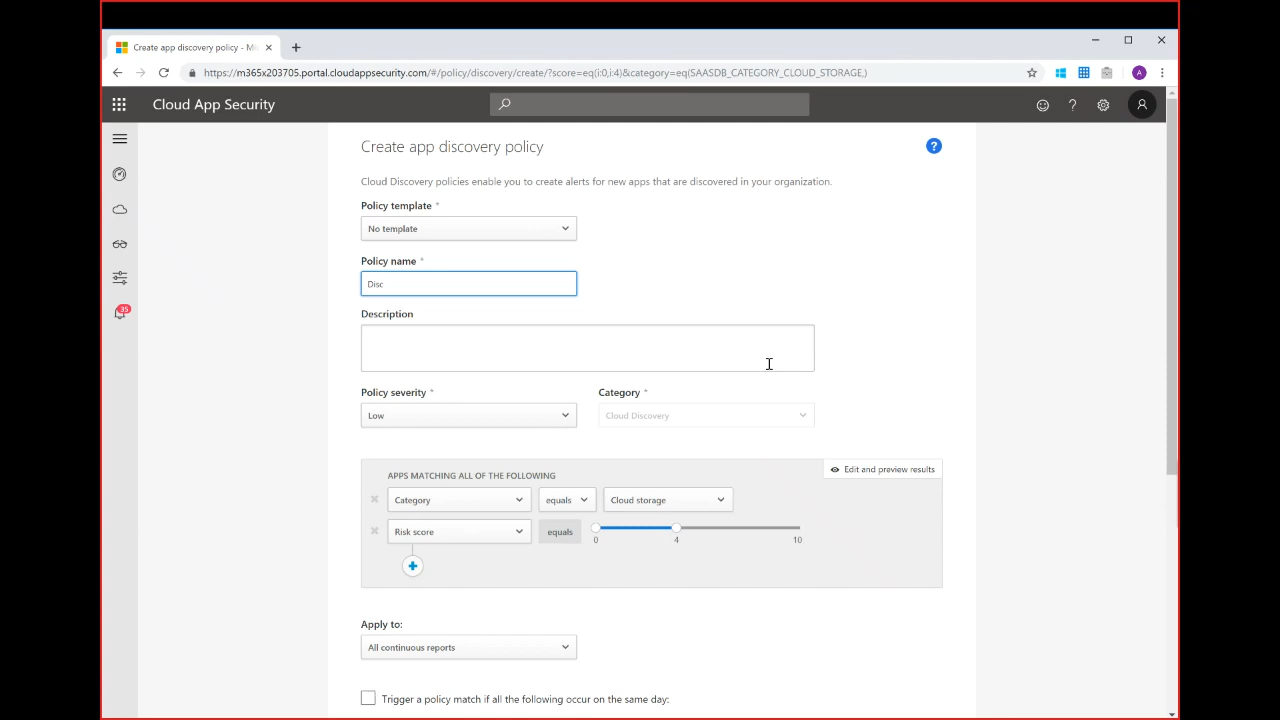 Create app discovery policy - Mi
https://m365x203705.portal.cloudappsecurity.com/#/policy/discovery/create/?score=eq(i:0,i:4)&category=eq(SAASDB_CATEGORY_CLOUD_STORAGE,)
A
Cloud App Security
?
35
Create app discovery policy
?
Cloud Discovery policies enable you to create alerts for new apps that are discovered in your organization.
Policy template *
No template
Policy name *
Disc
Description
Policy severity * Category *
Low Cloud Discovery
Edit and preview results
APPS MATCHING ALL OF THE FOLLOWING
Category equals Cloud storage
Risk score equals
0 4 10
Apply to:
All continuous reports
Trigger a policy match if all the following occur on the same day: